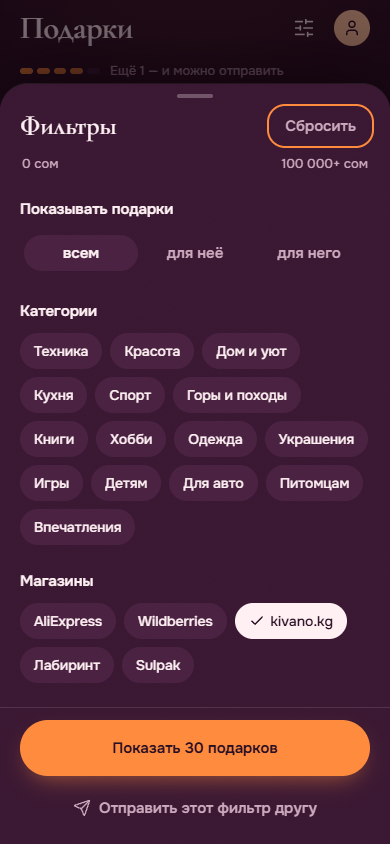 Подарки
Ещё 1 — и можно отправить
Фильтры
Сбросить
0 сом
100 000+ сом
Показывать подарки
всем для неё для него
Категории
Техника Красота Дом и уют
Кухня Спорт Горы и походы
Книги Хобби Одежда Украшения
Игры Детям Для авто Питомцам
Впечатления
Магазины
AliExpress Wildberries kivano.kg
Лабиринт Sulpak
Показать 30 подарков
Отправить этот фильтр другу